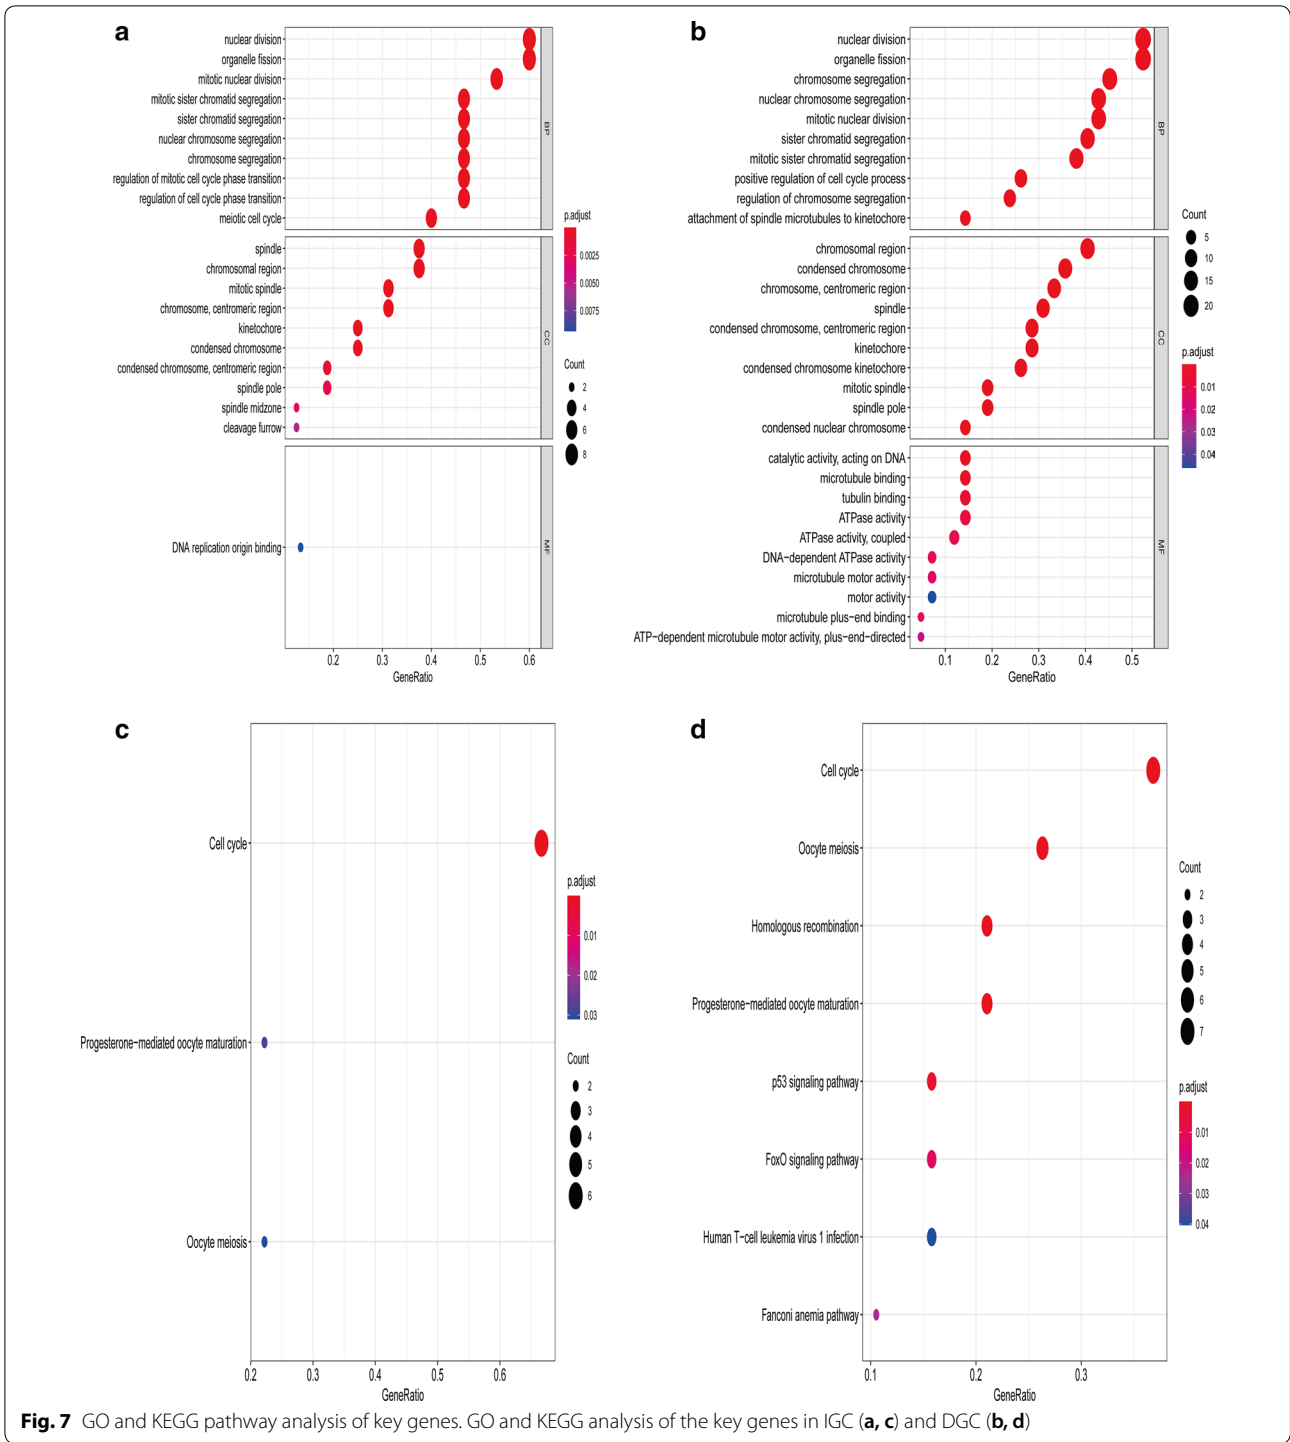 a
nuclear division
organelle fission
mitotic nuclear division
mitotic sister chromatid segregation
sister chromatid segregation
nuclear chromosome segregation
chromosome segregation
regulation of mitotic cell cycle phase transition
regulation of cell cycle phase transition
meiotic cell cycle
BP
spindle
chromosomal region
mitotic spindle
chromosome, centromeric region
kinetochore
condensed chromosome
condensed chromosome, centromeric region
spindle pole
spindle midzone
cleavage furrow
CC
DNA replication origin binding
MF
0.2 0.3 0.4 0.5 0.6
GeneRatio
p.adjust
0.0025
0.0050
0.0075
Count
2
4
6
8
b
nuclear division
organelle fission
chromosome segregation
nuclear chromosome segregation
mitotic nuclear division
sister chromatid segregation
mitotic sister chromatid segregation
positive regulation of cell cycle process
regulation of chromosome segregation
attachment of spindle microtubules to kinetochore
BP
chromosomal region
condensed chromosome
chromosome, centromeric region
spindle
condensed chromosome, centromeric region
kinetochore
condensed chromosome kinetochore
mitotic spindle
spindle pole
condensed nuclear chromosome
CC
catalytic activity, acting on DNA
microtubule binding
tubulin binding
ATPase activity
ATPase activity, coupled
DNA−dependent ATPase activity
microtubule motor activity
motor activity
microtubule plus−end binding
ATP−dependent microtubule motor activity, plus−end−directed
MF
0.1 0.2 0.3 0.4 0.5
GeneRatio
Count
5
10
15
20
p.adjust
0.01
0.02
0.03
0.04
c
Cell cycle
Progesterone−mediated oocyte maturation
Oocyte meiosis
0.2 0.3 0.4 0.5 0.6
GeneRatio
p.adjust
0.01
0.02
0.03
Count
2
3
4
5
6
d
Cell cycle
Oocyte meiosis
Homologous recombination
Progesterone−mediated oocyte maturation
p53 signaling pathway
FoxO signaling pathway
Human T−cell leukemia virus 1 infection
Fanconi anemia pathway
0.1 0.2 0.3
GeneRatio
Count
2
3
4
5
6
7
p.adjust
0.01
0.02
0.03
0.04
Fig. 7 GO and KEGG pathway analysis of key genes. GO and KEGG analysis of the key genes in IGC (a, c) and DGC (b, d)